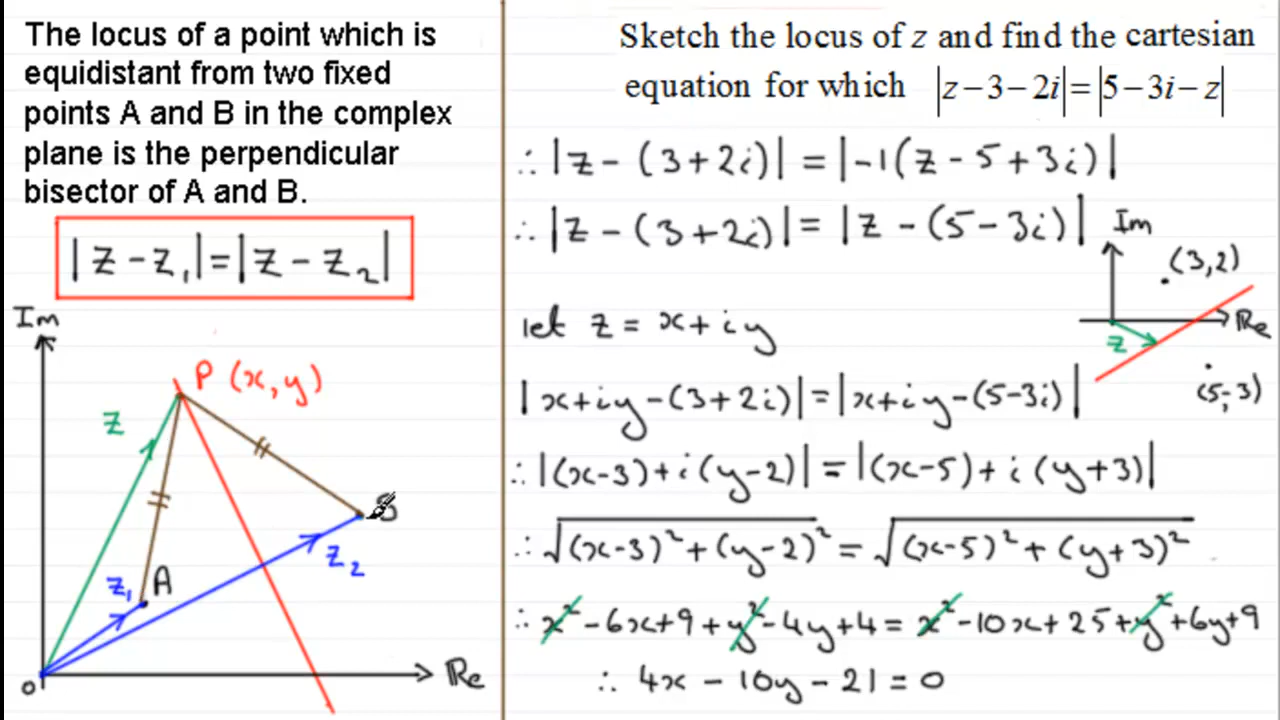 The locus of a point which is
equidistant from two fixed
points A and B in the complex
plane is the perpendicular
bisector of A and B.
|z-z₁|=|z-z₂|
Im
P (x,y)
z
B
z₂
z₁ A
0
Re
Sketch the locus of z and find the cartesian
equation for which |z-3-2i|=|5-3i-z|
∴ |z-(3+2i)| = |-1(z-5+3i)|
∴ |z-(3+2i)| = |z-(5-3i)|
Im
(3,2)
Re
z
(5,-3)
let z = x+iy
|x+iy-(3+2i)|=|x+iy-(5-3i)|
∴ |(x-3)+i(y-2)| = |(x-5)+i(y+3)|
∴ √(x-3)²+(y-2)² = √(x-5)²+(y+3)²
∴ x²-6x+9+y²-4y+4 = x²-10x+25+y²+6y+9
∴ 4x-10y-21=0